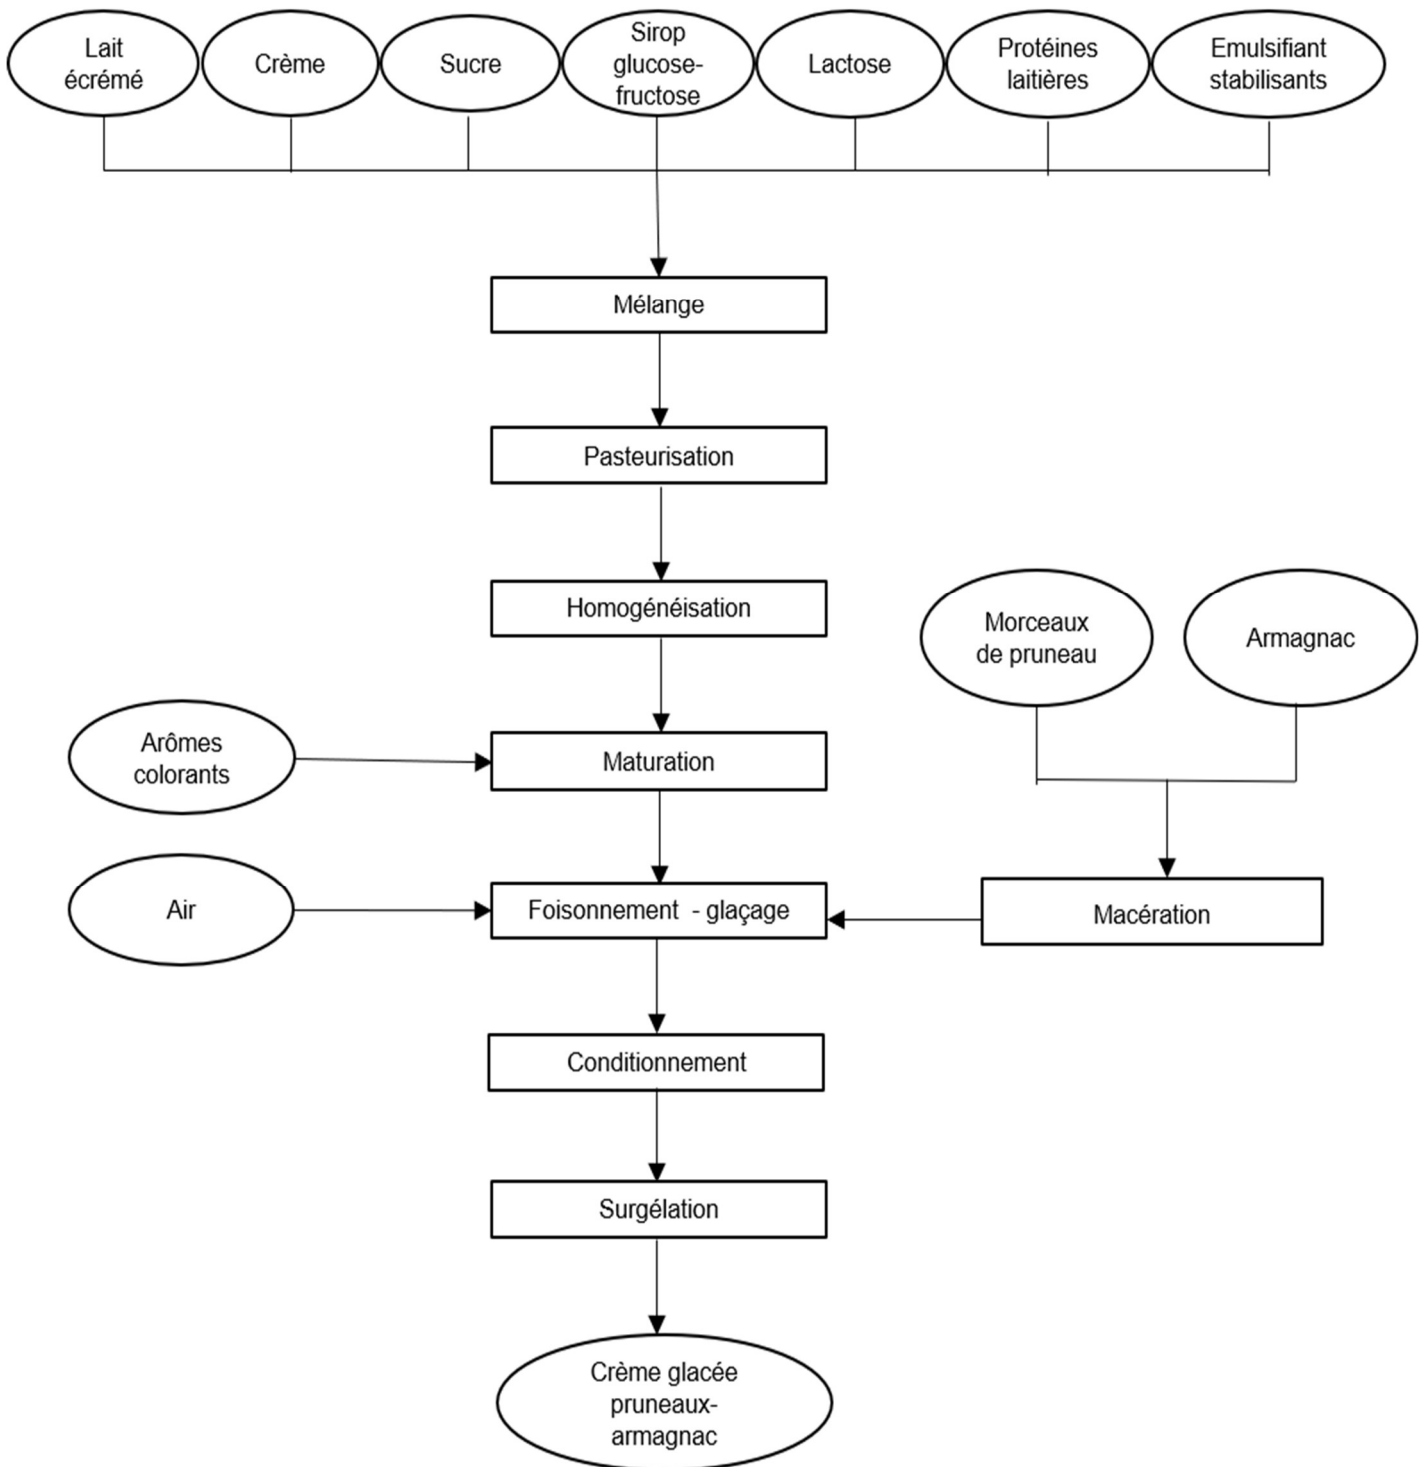 Lait
écrémé
Crème
Sucre
Sirop
glucose-
fructose
Lactose
Protéines
laitières
Emulsifiant
stabilisants
Mélange
Pasteurisation
Homogénéisation
Morceaux
de pruneau
Armagnac
Arômes
colorants
Maturation
Air
Foisonnement - glaçage
Macération
Conditionnement
Surgélation
Crème glacée
pruneaux-
armagnac